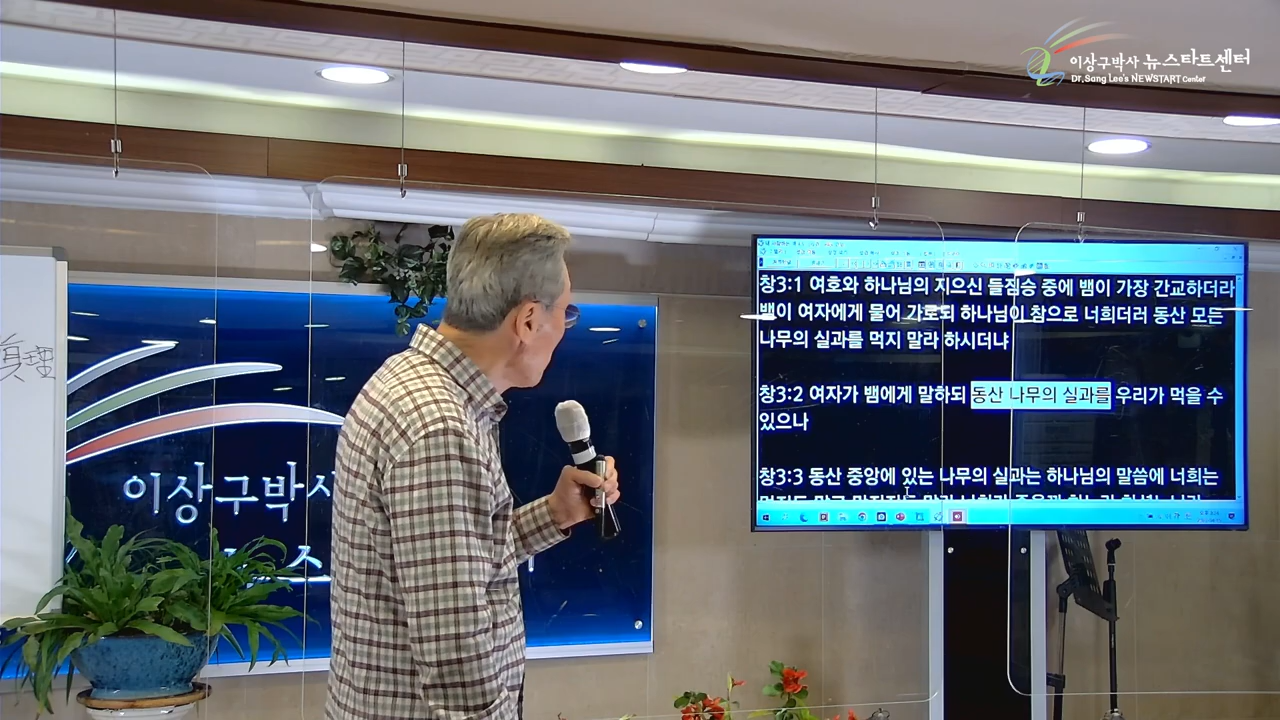 이상구박사 뉴스타트센터
Dr. Sang Lee's NEWSTART Center
眞理
이상구박사
창3:1 여호와 하나님의 지으신 들짐승 중에 뱀이 가장 간교하더라
뱀이 여자에게 물어 가로되 하나님이 참으로 너희더러 동산 모든
나무의 실과를 먹지 말라 하시더냐
창3:2 여자가 뱀에게 말하되 동산 나무의 실과를 우리가 먹을 수
있으나
창3:3 동산 중앙에 있는 나무의 실과는 하나님의 말씀에 너희는